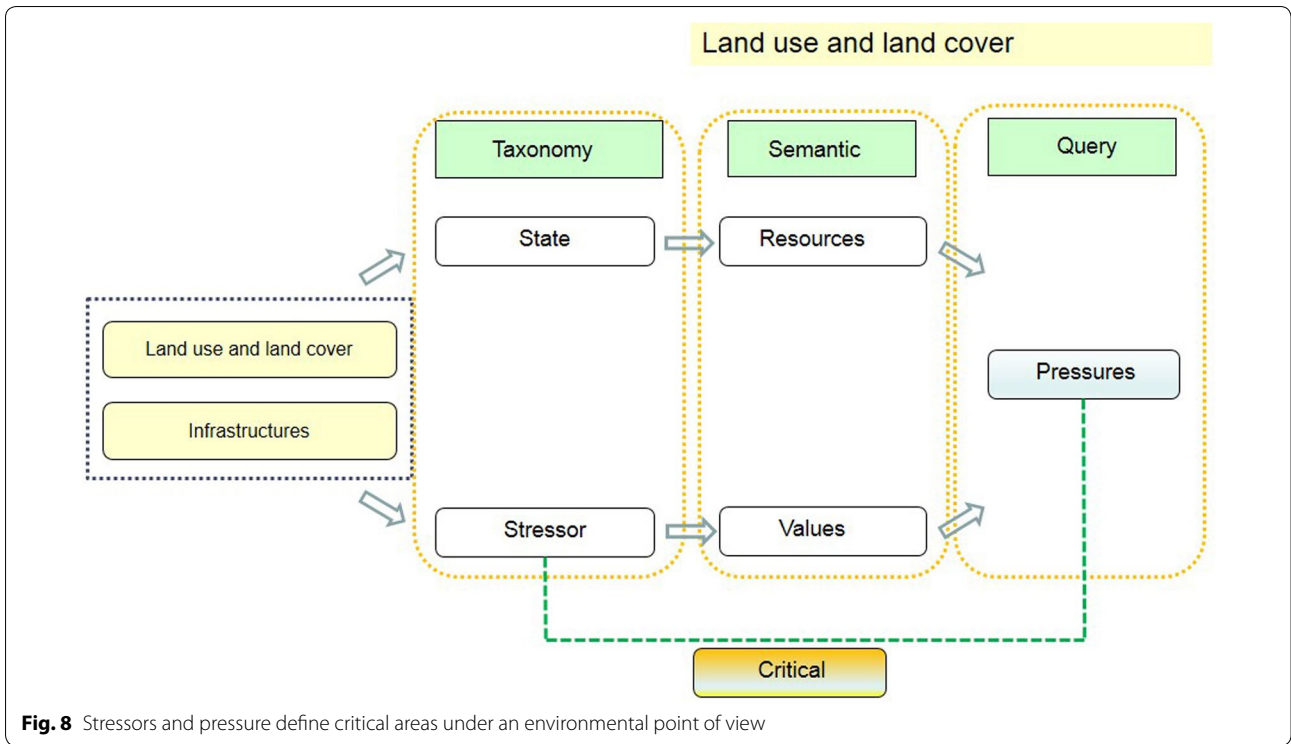 Land use and land cover
Taxonomy
Semantic
Query
State
Resources
Land use and land cover
Pressures
Infrastructures
Stressor
Values
Critical
Fig. 8 Stressors and pressure define critical areas under an environmental point of view